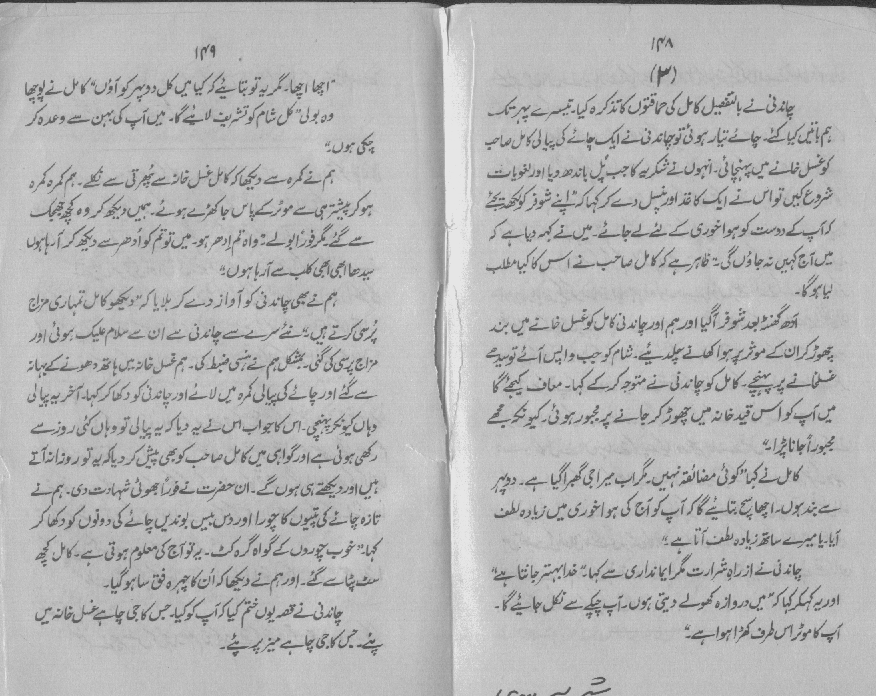 ۱۴۸
(۳)
چاندنی نے بالتفصیل کامل کی حماقتوں کا تذکرہ کیا۔ تیسرے پہر تک
ہم باتیں کیا کئے۔ چائے تیار ہوئی تو چاندنی نے ایک چائے کی پیالی کامل صاحب
کو غسل خانے میں پہنچائی۔ انہوں نے شکریہ کا جب پل باندھ دیا اور لغویات
شروع کیں تو اس نے ایک کاغذ اور پنسل دے کر کہا کہ "اپنے شوفر کو لکھ دیجئے
کہ آپ کے دوست کو ہوا خوری کے لئے لے جائے۔ میں نے کہہ دیا ہے کہ
میں آج کہیں نہ جاؤں گی۔" ظاہر ہے کہ کامل صاحب نے اس کا کیا مطلب
لیا ہوگا۔
آدھ گھنٹہ بعد شوفر آگیا اور ہم اور چاندنی کامل کو غسل خانے میں بند
چھوڑ کر ان کے موٹر پر ہوا کھانے چلدیئے۔ شام کو جب واپس آئے تو سیدھے
غسلخانے پر پہنچے۔ کامل کو چاندنی نے متوجہ کر کے کہا۔ معاف کیجئے گا
میں آپ کو اس قید خانہ میں چھوڑ کر جانے پر مجبور ہوئی۔ کیونکہ مجھے
مجبوراً جانا پڑا۔"
کامل نے کہا "کوئی مضائقہ نہیں۔ مگر اب میرا جی گھبرا گیا ہے۔ دوپہر
سے بند ہوں۔ اچھا سچ بتائیے گا کہ آپ کو آج کی ہوا خوری میں زیادہ لطف
آیا۔ یا میرے ساتھ زیادہ لطف آتا ہے۔"
چاندنی نے از راہِ شرارت مگر ایمانداری سے کہا۔ "خدا بہتر جانتا ہے"
اور یہ کہکر کہا کہ "میں دروازہ کھولے دیتی ہوں۔ آپ چپکے سے نکل جائیے گا۔
آپ کا موٹر اس طرف کھڑا ہوا ہے۔"
۱۴۹
"اچھا اچھا۔ مگر یہ تو بتائیے کہ کیا میں کل دوپہر کو آؤں" کامل نے پوچھا
وہ بولی "کل شام کو تشریف لائیے گا۔ میں آپ کی بہن سے وعدہ کر
چکی ہوں۔"
ہم نے کمرہ سے دیکھا کہ کامل غسل خانہ سے پُھرتی سے نکلے۔ ہم کمرہ کمرہ
ہو کر پیشتر ہی سے موٹر کے پاس جا کھڑے ہوئے۔ ہمیں دیکھ کر وہ کچھ جھجک
سے گئے مگر فوراً بولے۔ "واہ تم اِدھر ہو۔ میں تو تم کو اُدھر سے دیکھ کر آرہا ہوں
سیدھا ابھی ابھی کلب سے آرہا ہوں۔"
ہم نے بھی چاندنی کو آواز دے کر بلایا کہ "دیکھو کامل تمہاری مزاج
پُرسی کرتے ہیں۔" نئے سرے سے چاندنی سے ان سے سلام علیک ہوئی اور
مزاج پرسی کی گئی۔ بمشکل ہم نے ہنسی ضبط کی۔ ہم غسل خانہ میں ہاتھ دھونے کے بہانہ
سے گئے اور چائے کی پیالی کمرہ میں لائے اور چاندنی کو دکھا کر کہا۔ آخر یہ پیالی
وہاں کیونکر پہنچی۔ اس کا جواب اس نے یہ دیا کہ یہ پیالی تو وہاں کئی روز سے
رکھی ہوئی ہے اور گواہی میں کامل صاحب کو بھی پیش کر دیا کہ یہ تو روزانہ آتے
ہیں اور دیکھتے ہی ہوں گے۔ ان حضرت نے فوراً جھوٹی شہادت دی۔ ہم نے
تازہ چائے کی پتیوں کا چورا اور دس بیس بوندیں چائے کی دونوں کو دکھا کر
کہا۔ "خوب چوروں کے گواہ گرہ کٹ۔ یہ تو آج کی معلوم ہوتی ہے۔ کامل کچھ
سٹ پٹا سے گئے۔ اور ہم نے دیکھا کہ اُن کا چہرہ فق سا ہو گیا۔
چاندنی نے قصہ یوں ختم کیا کہ آپ کو کیا۔ جس کا جی چاہے غسل خانہ میں
پئے۔ جس کا جی چاہے میز پر پئے۔